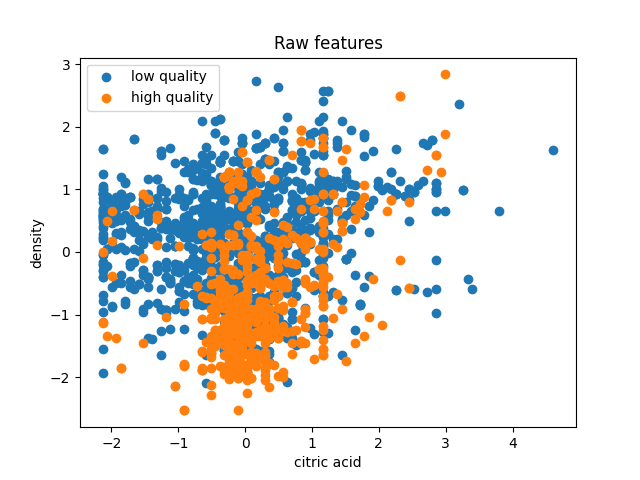 Raw features
low quality
high quality
3
2
1
0
−1
−2
density
−2 −1 0 1 2 3 4
citric acid